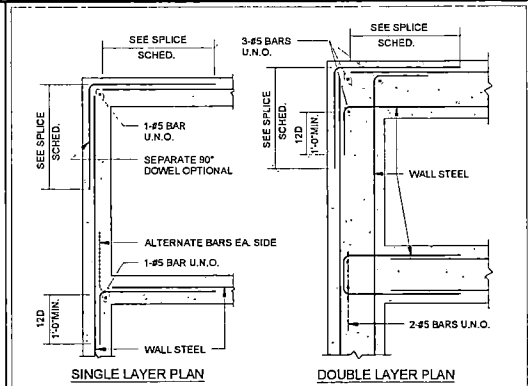 SEE SPLICE
SCHED.
SEE SPLICE
SCHED.
1-#5 BAR
U.N.O.
SEPARATE 90°
DOWEL OPTIONAL
ALTERNATE BARS EA. SIDE
1-#5 BAR U.N.O.
12D
1'-0"MIN.
WALL STEEL
SINGLE LAYER PLAN
3-#5 BARS
U.N.O.
SEE SPLICE
SCHED.
SEE SPLICE
SCHED.
12D
1'-0"MIN.
WALL STEEL
2-#5 BARS U.N.O.
DOUBLE LAYER PLAN